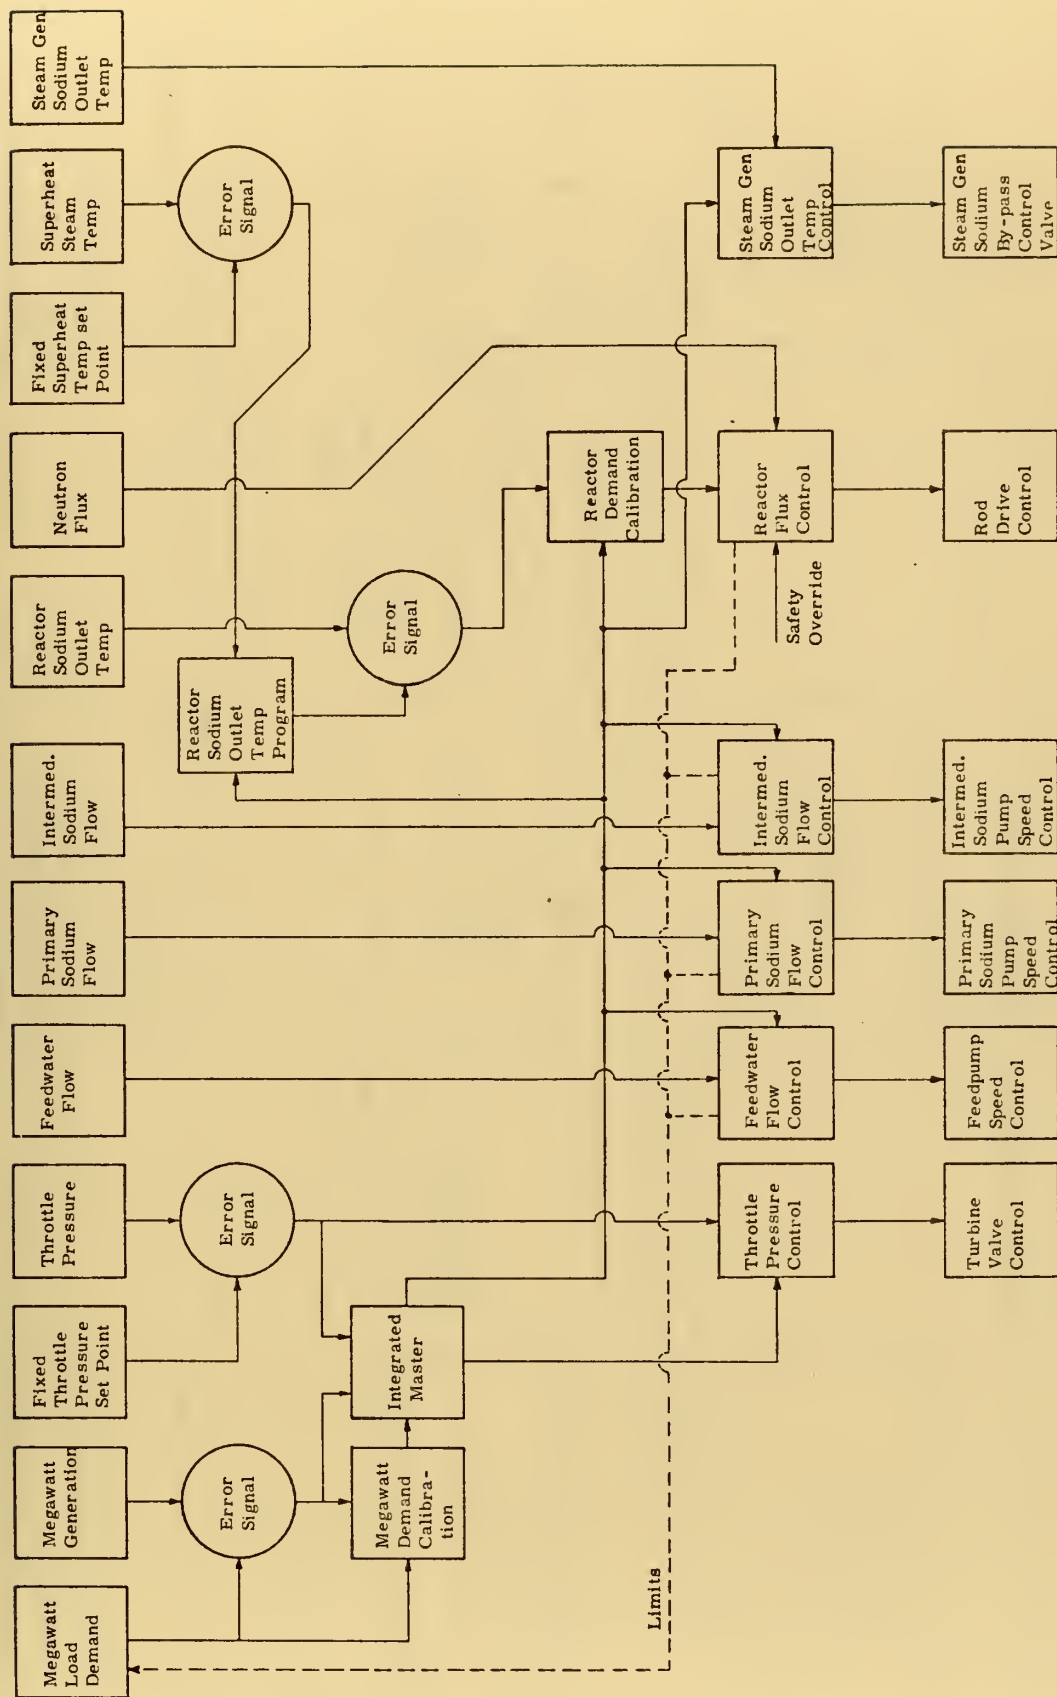 Megawatt
Load
Demand
Megawatt
Generation
Fixed
Throttle
Pressure
Set Point
Throttle
Pressure
Feedwater
Flow
Primary
Sodium
Flow
Intermed.
Sodium
Flow
Reactor
Sodium
Outlet
Temp
Neutron
Flux
Fixed
Superheat
Temp set
Point
Superheat
Steam
Temp
Steam Gen
Sodium
Outlet
Temp
Error
Signal
Error
Signal
Error
Signal
Reactor
Sodium
Outlet
Temp
Program
Error
Signal
Megawatt
Demand
Calibra-
tion
Integrated
Master
Reactor
Demand
Calibration
Limits
Throttle
Pressure
Control
Feedwater
Flow
Control
Primary
Sodium
Flow
Control
Intermed.
Sodium
Flow
Control
Safety
Override
Reactor
Flux
Control
Steam Gen
Sodium
Outlet
Temp
Control
Turbine
Valve
Control
Feedpump
Speed
Control
Primary
Sodium
Pump
Speed
Control
Intermed.
Sodium
Pump
Speed
Control
Rod
Drive
Control
Steam Gen
Sodium
By-pass
Control
Valve